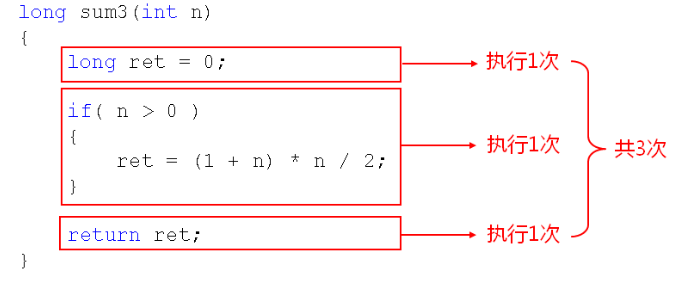 long sum3(int n)
{
long ret = 0;
执行1次
if( n > 0 )
{
ret = (1 + n) * n / 2;
}
执行1次
共3次
return ret;
执行1次
}